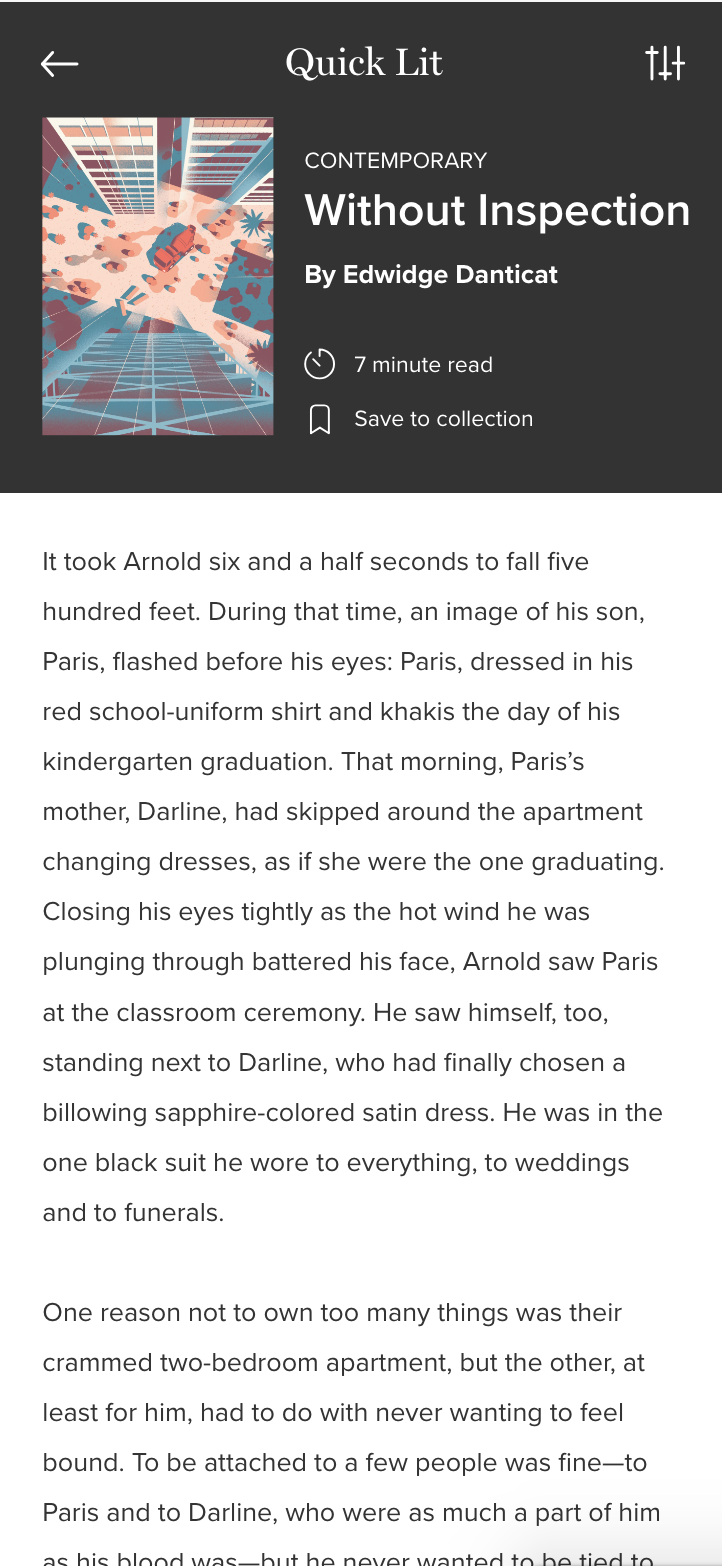 Quick Lit
CONTEMPORARY
Without Inspection
By Edwidge Danticat
7 minute read
Save to collection
It took Arnold six and a half seconds to fall five
hundred feet. During that time, an image of his son,
Paris, flashed before his eyes: Paris, dressed in his
red school-uniform shirt and khakis the day of his
kindergarten graduation. That morning, Paris’s
mother, Darline, had skipped around the apartment
changing dresses, as if she were the one graduating.
Closing his eyes tightly as the hot wind he was
plunging through battered his face, Arnold saw Paris
at the classroom ceremony. He saw himself, too,
standing next to Darline, who had finally chosen a
billowing sapphire-colored satin dress. He was in the
one black suit he wore to everything, to weddings
and to funerals.
One reason not to own too many things was their
crammed two-bedroom apartment, but the other, at
least for him, had to do with never wanting to feel
bound. To be attached to a few people was fine—to
Paris and to Darline, who were as much a part of him
as his blood was—but he never wanted to be tied to